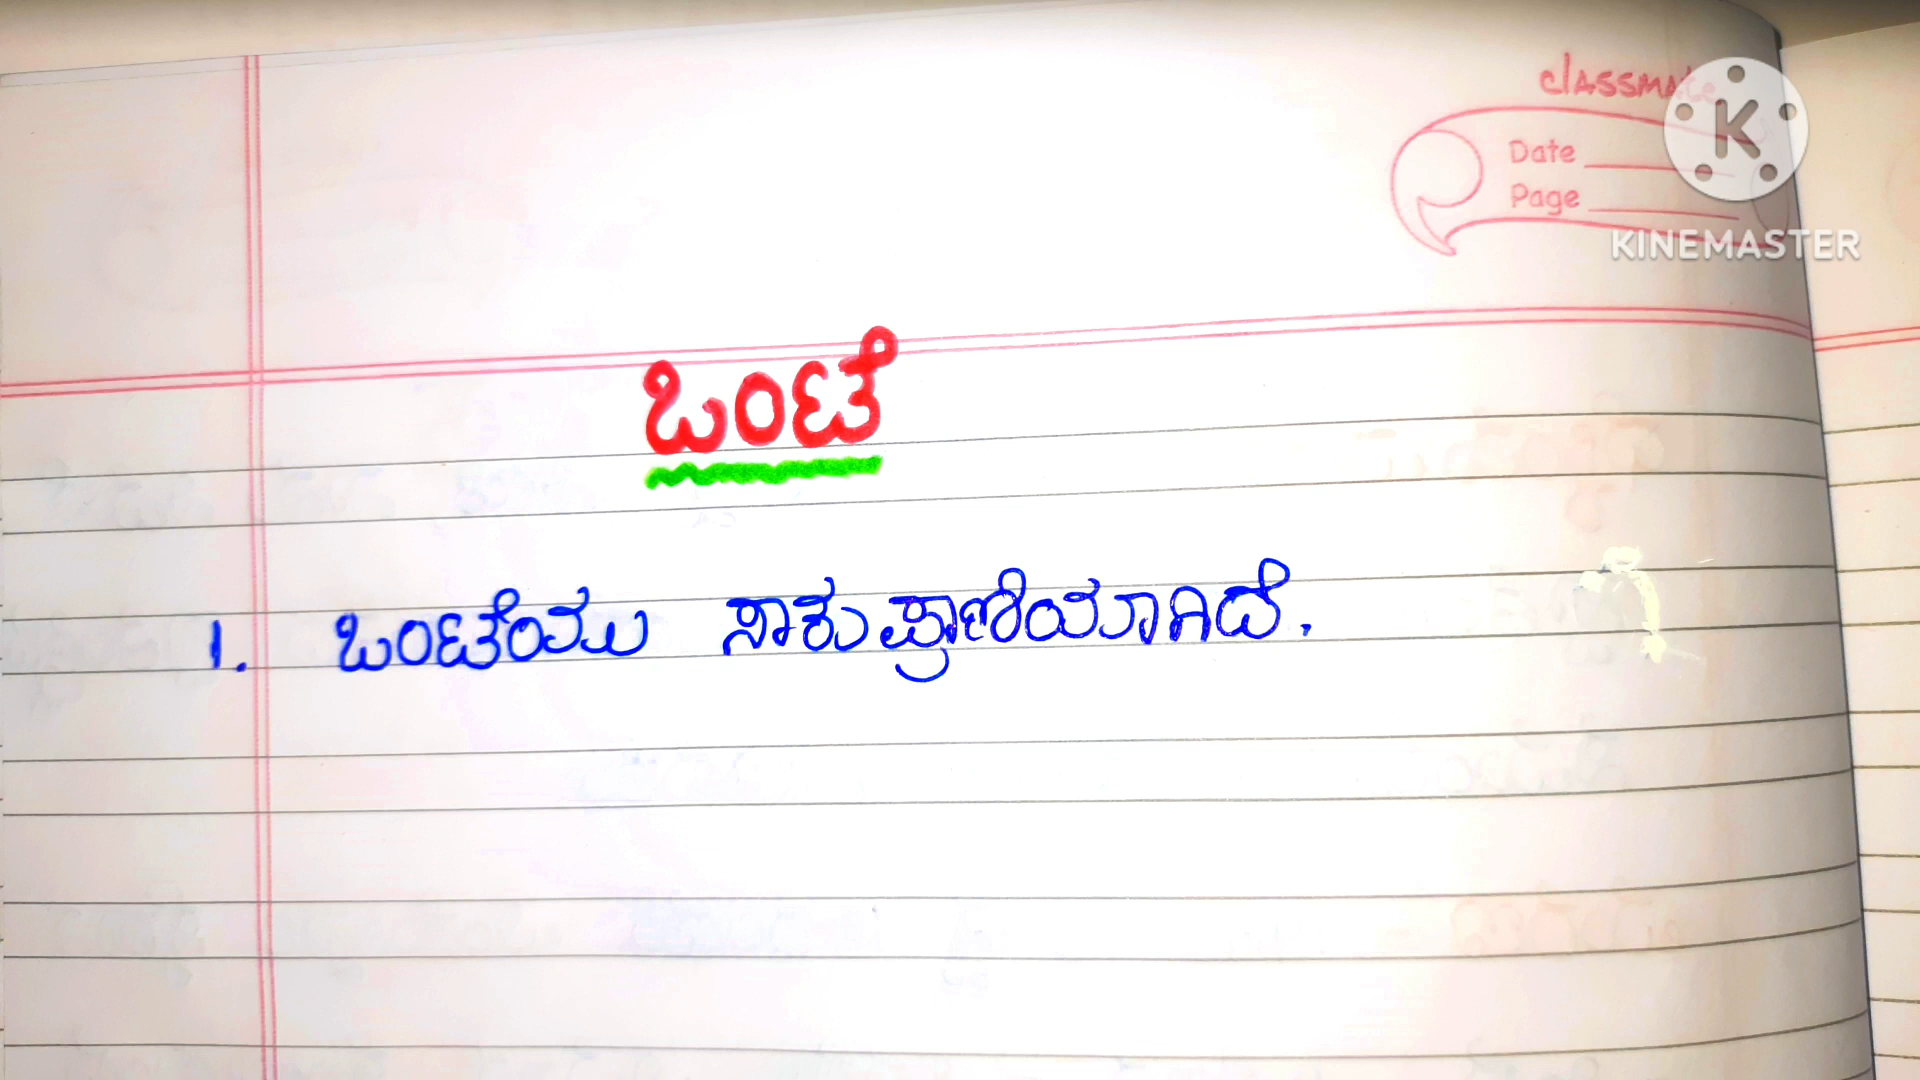 classmate
Date
Page
KINEMASTER
ಒಂಟೆ
1. ಒಂಟೆಯು ಸಾಕುಪ್ರಾಣಿಯಾಗಿದೆ.